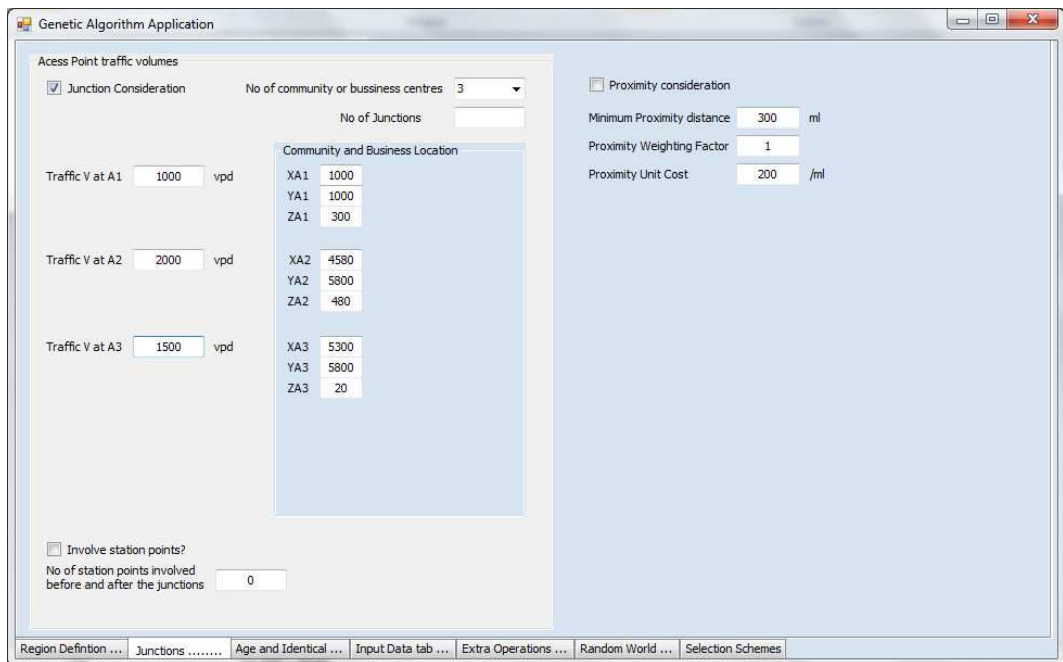 Genetic Algorithm Application
Acess Point traffic volumes
Junction Consideration
No of community or bussiness centres 3
No of Junctions
Community and Business Location
Traffic V at A1 1000 vpd
XA1 1000
YA1 1000
ZA1 300
Traffic V at A2 2000 vpd
XA2 4580
YA2 5800
ZA2 480
Traffic V at A3 1500 vpd
XA3 5300
YA3 5800
ZA3 20
Involve station points?
No of station points involved
before and after the junctions 0
Proximity consideration
Minimum Proximity distance 300 ml
Proximity Weighting Factor 1
Proximity Unit Cost 200 /ml
Region Defintion ... Junctions ........ Age and Identical ... Input Data tab ... Extra Operations ... Random World ... Selection Schemes